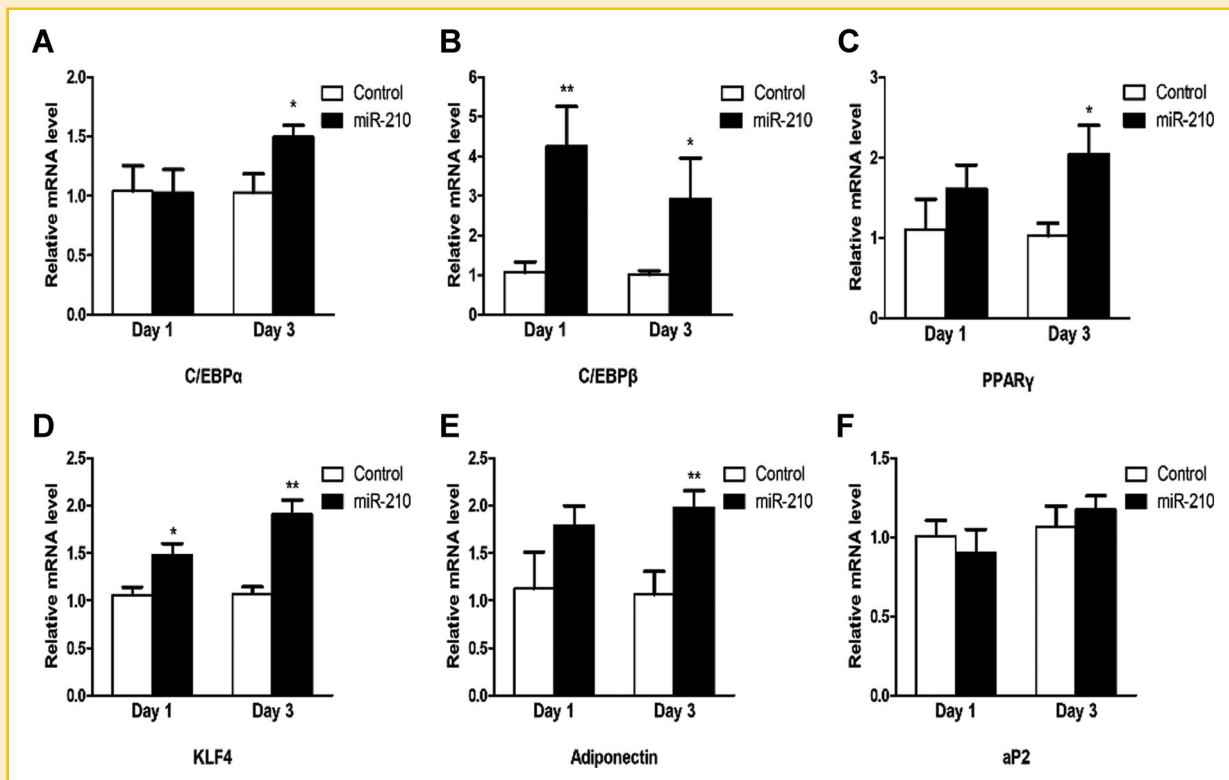 A
Relative mRNA level
2.0
1.5
1.0
0.5
0.0
*
Control
miR-210
Day 1
Day 3
C/EBPα
B
Relative mRNA level
6
5
4
3
2
1
0
**
*
Control
miR-210
Day 1
Day 3
C/EBPβ
C
Relative mRNA level
3
2
1
0
*
Control
miR-210
Day 1
Day 3
PPARγ
D
Relative mRNA level
2.5
2.0
1.5
1.0
0.5
0.0
*
**
Control
miR-210
Day 1
Day 3
KLF4
E
Relative mRNA level
2.5
2.0
1.5
1.0
0.5
0.0
**
Control
miR-210
Day 1
Day 3
Adiponectin
F
Relative mRNA level
1.5
1.0
0.5
0.0
Control
miR-210
Day 1
Day 3
aP2